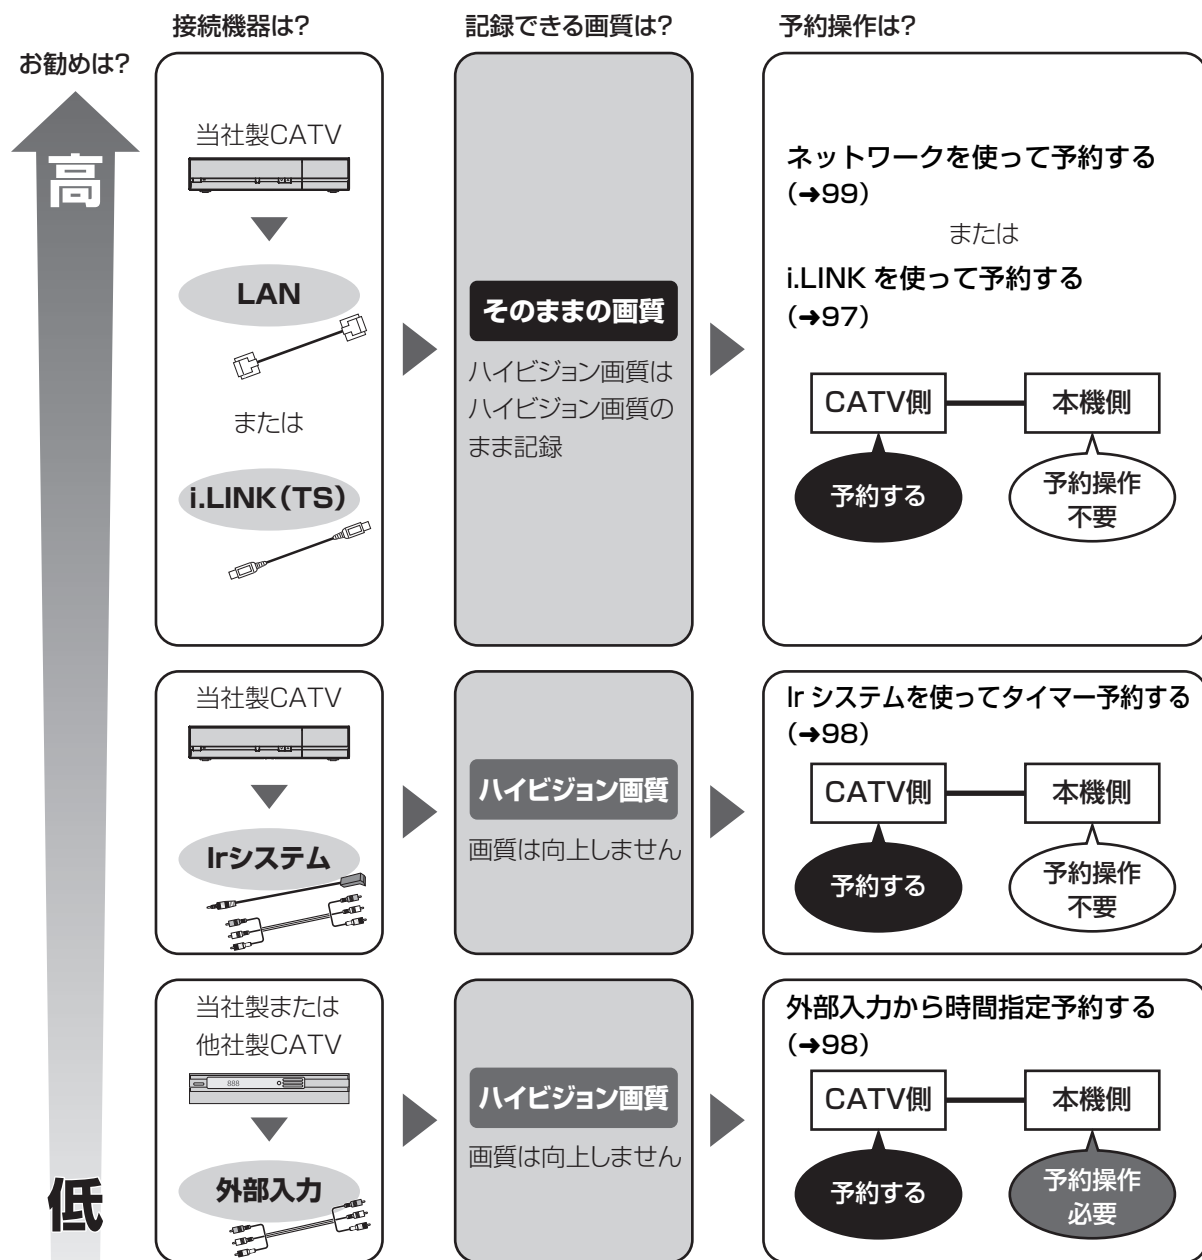 接続機器は?
記録できる画質は?
予約操作は?
お勧めは?
高
低
当社製CATV
LAN
または
i.LINK(TS)
そのままの画質
ハイビジョン画質は
ハイビジョン画質の
まま記録
ネットワークを使って予約する
(➜99)
または
i.LINK を使って予約する
(➜97)
CATV側
本機側
予約する
予約操作
不要
当社製CATV
Irシステム
ハイビジョン画質
画質は向上しません
Ir システムを使ってタイマー予約する
(➜98)
CATV側
本機側
予約する
予約操作
不要
当社製または
他社製CATV
888
外部入力
ハイビジョン画質
画質は向上しません
外部入力から時間指定予約する
(➜98)
CATV側
本機側
予約する
予約操作
必要